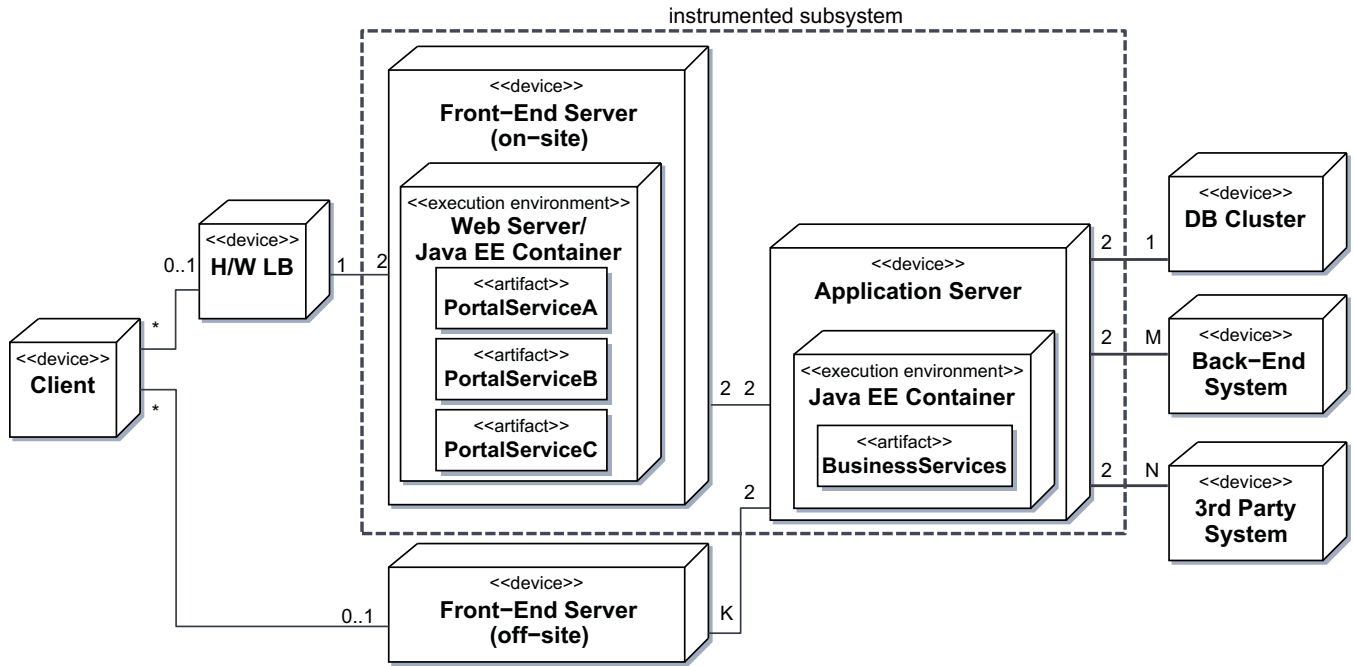 instrumented subsystem
<<device>>
Front−End Server
(on−site)
<<execution environment>>
Web Server/
Java EE Container
<<artifact>>
PortalServiceA
<<artifact>>
PortalServiceB
<<artifact>>
PortalServiceC
<<device>>
H/W LB
0..1
1
2
*
<<device>>
Client
*
0..1
<<device>>
Front−End Server
(off−site)
K
2
2 2
<<device>>
Application Server
<<execution environment>>
Java EE Container
<<artifact>>
BusinessServices
2 1
<<device>>
DB Cluster
2 M
<<device>>
Back−End
System
2 N
<<device>>
3rd Party
System